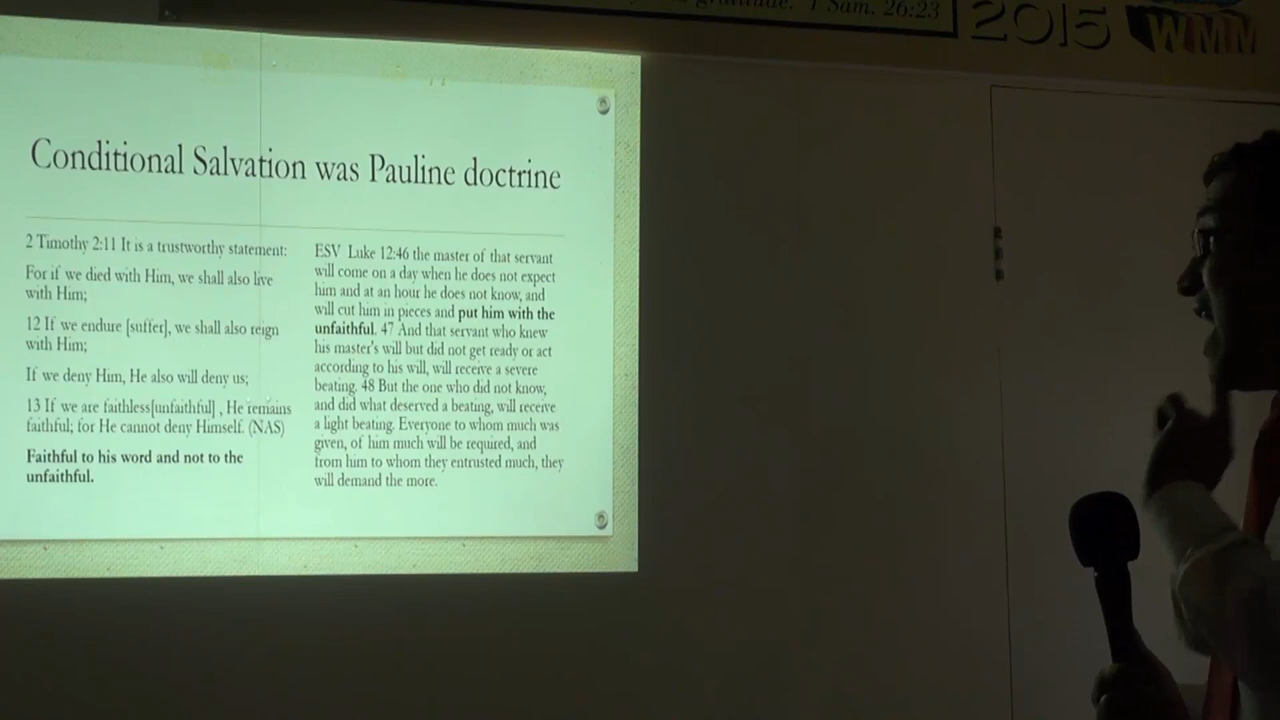 gratitude. 1 Sam. 26:23
2015
WMM
Conditional Salvation was Pauline doctrine
2 Timothy 2:11 It is a trustworthy statement:
For if we died with Him, we shall also live
with Him;
12 If we endure [suffer], we shall also reign
with Him;
If we deny Him, He also will deny us;
13 If we are faithless[unfaithful] , He remains
faithful; for He cannot deny Himself. (NAS)
Faithful to his word and not to the
unfaithful.
ESV Luke 12:46 the master of that servant
will come on a day when he does not expect
him and at an hour he does not know, and
will cut him in pieces and put him with the
unfaithful. 47 And that servant who knew
his master's will but did not get ready or act
according to his will, will receive a severe
beating. 48 But the one who did not know,
and did what deserved a beating, will receive
a light beating. Everyone to whom much was
given, of him much will be required, and
from him to whom they entrusted much, they
will demand the more.